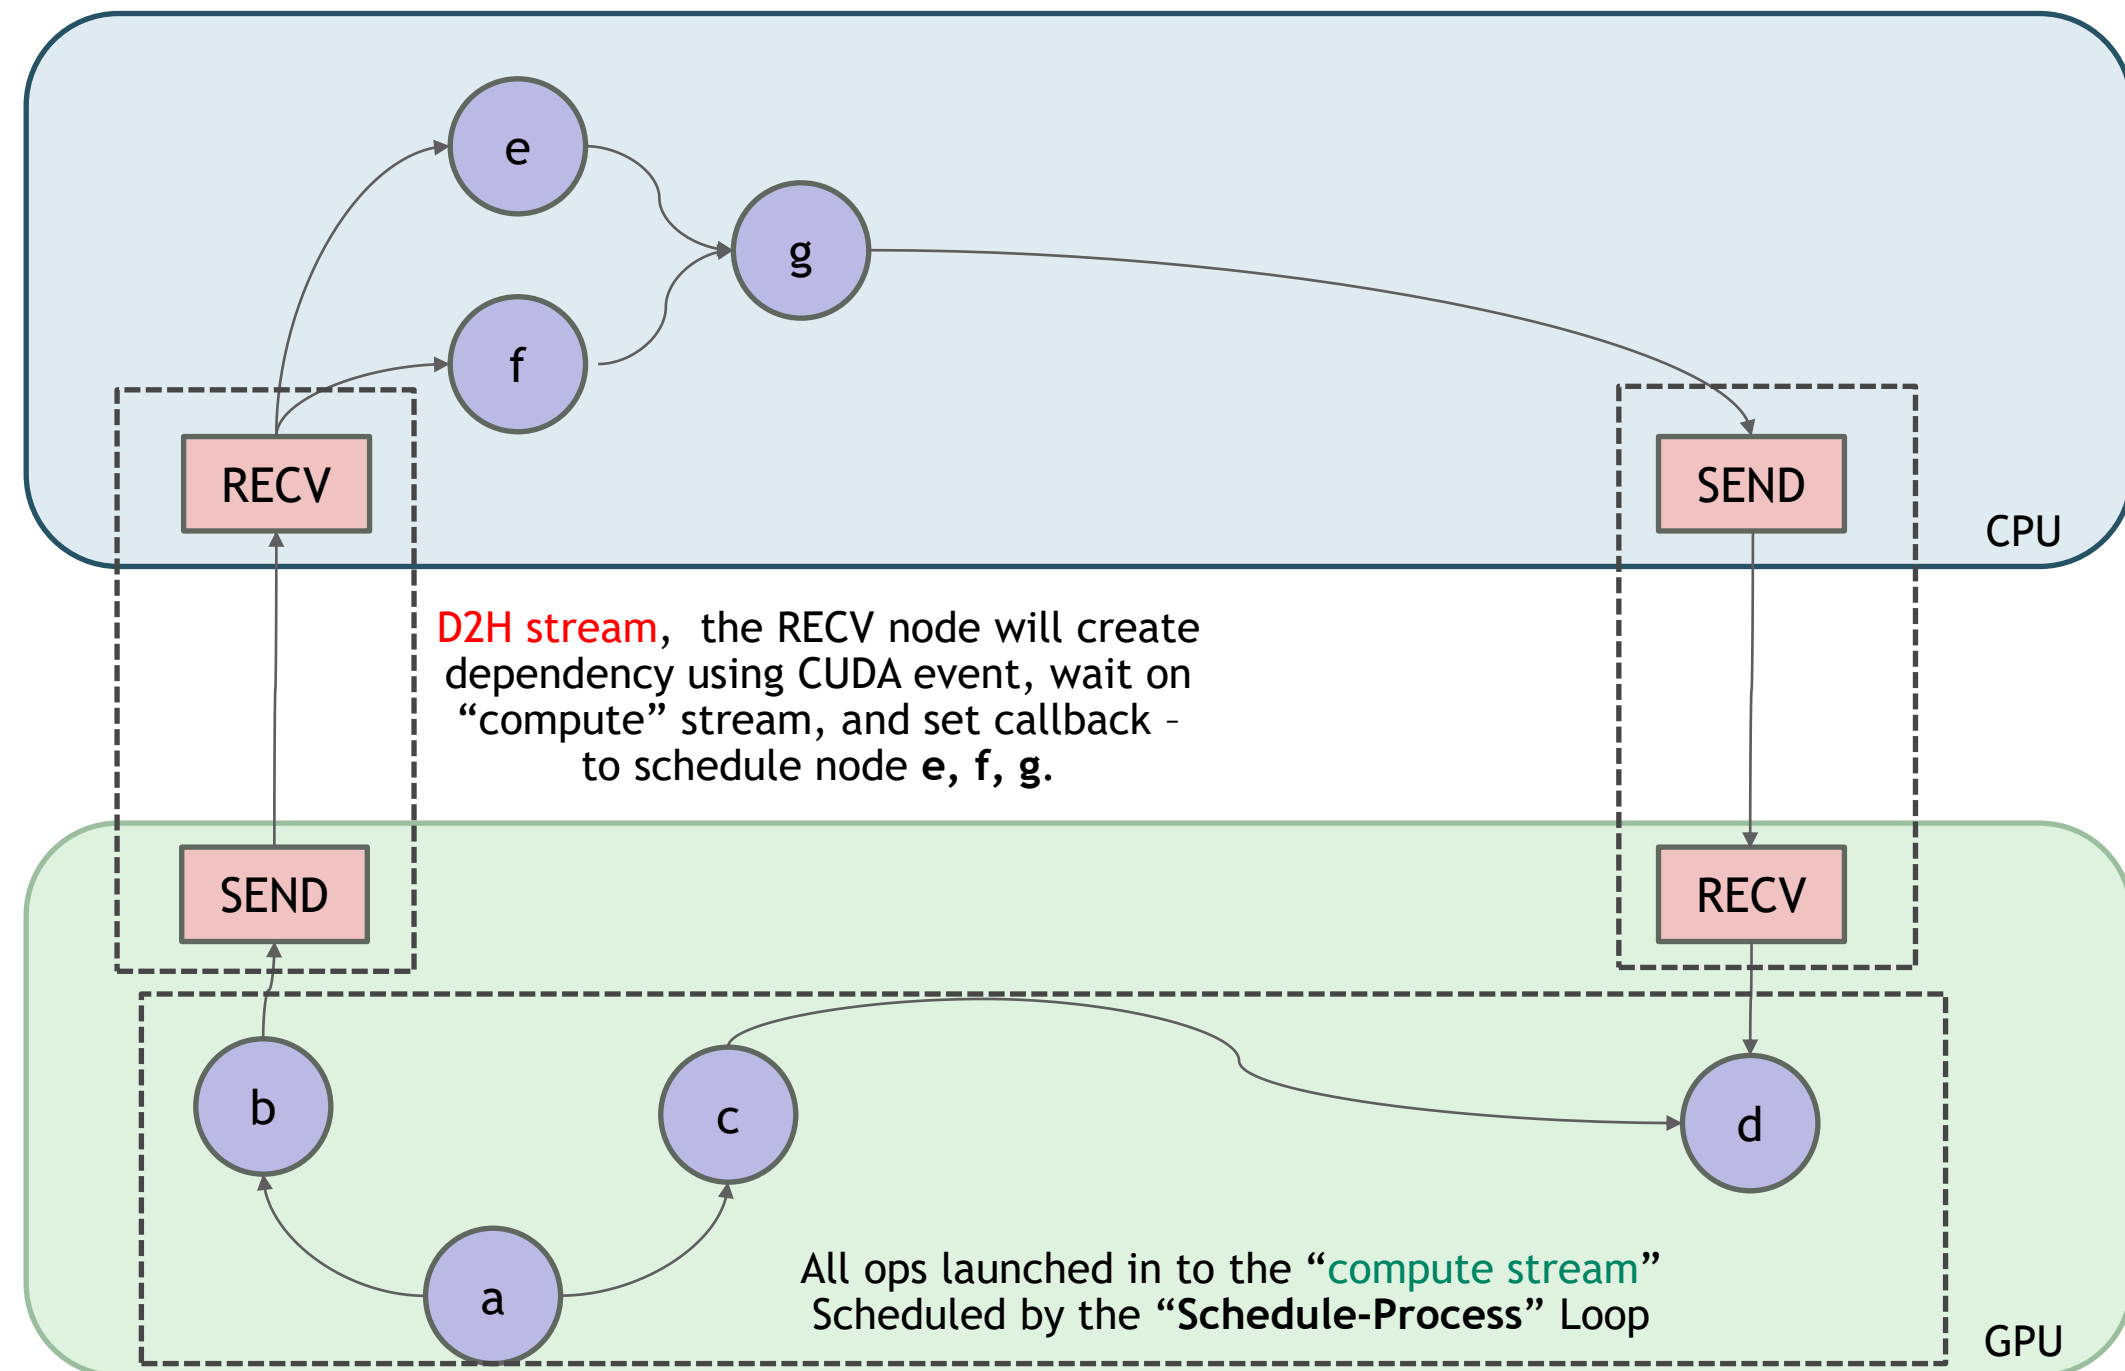 e
g
f
RECV
SEND
CPU
D2H stream,  the RECV node will create
dependency using CUDA event, wait on
“compute” stream, and set callback –
to schedule node e, f, g.
SEND
RECV
b
c
d
a
All ops launched in to the “compute stream”
Scheduled by the “Schedule-Process” Loop
GPU